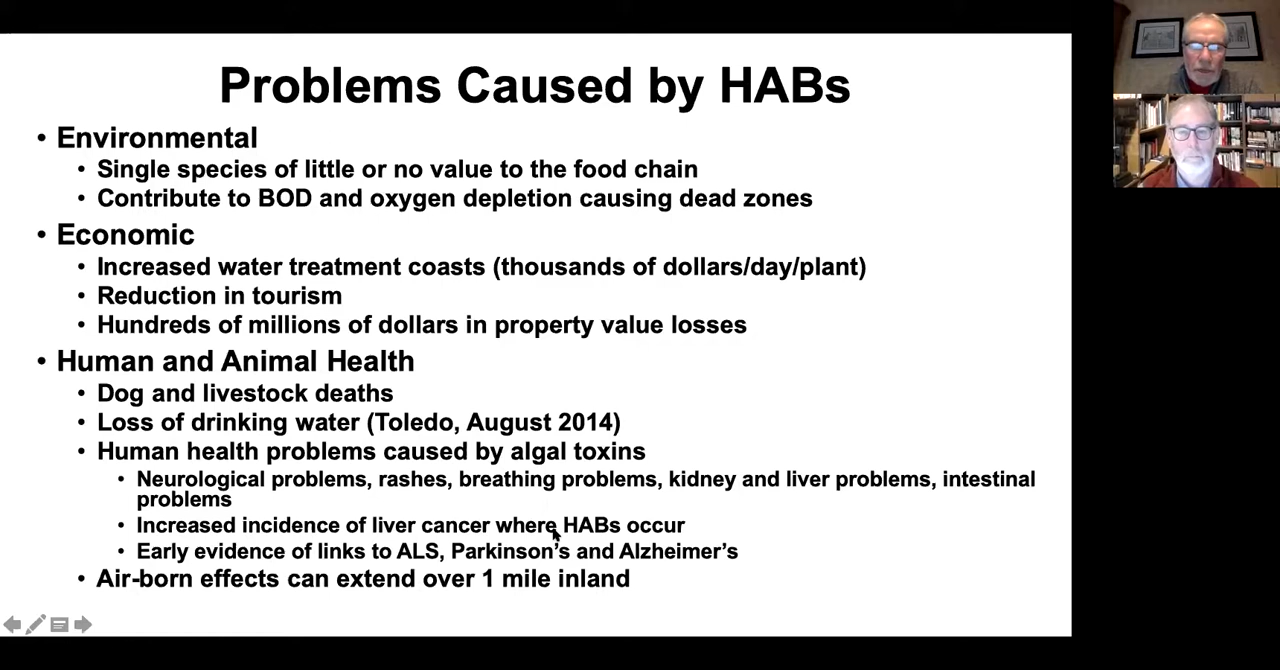 Problems Caused by HABs
• Environmental
• Single species of little or no value to the food chain
• Contribute to BOD and oxygen depletion causing dead zones
• Economic
• Increased water treatment coasts (thousands of dollars/day/plant)
• Reduction in tourism
• Hundreds of millions of dollars in property value losses
• Human and Animal Health
• Dog and livestock deaths
• Loss of drinking water (Toledo, August 2014)
• Human health problems caused by algal toxins
• Neurological problems, rashes, breathing problems, kidney and liver problems, intestinal
problems
• Increased incidence of liver cancer where HABs occur
• Early evidence of links to ALS, Parkinson's and Alzheimer's
• Air-born effects can extend over 1 mile inland